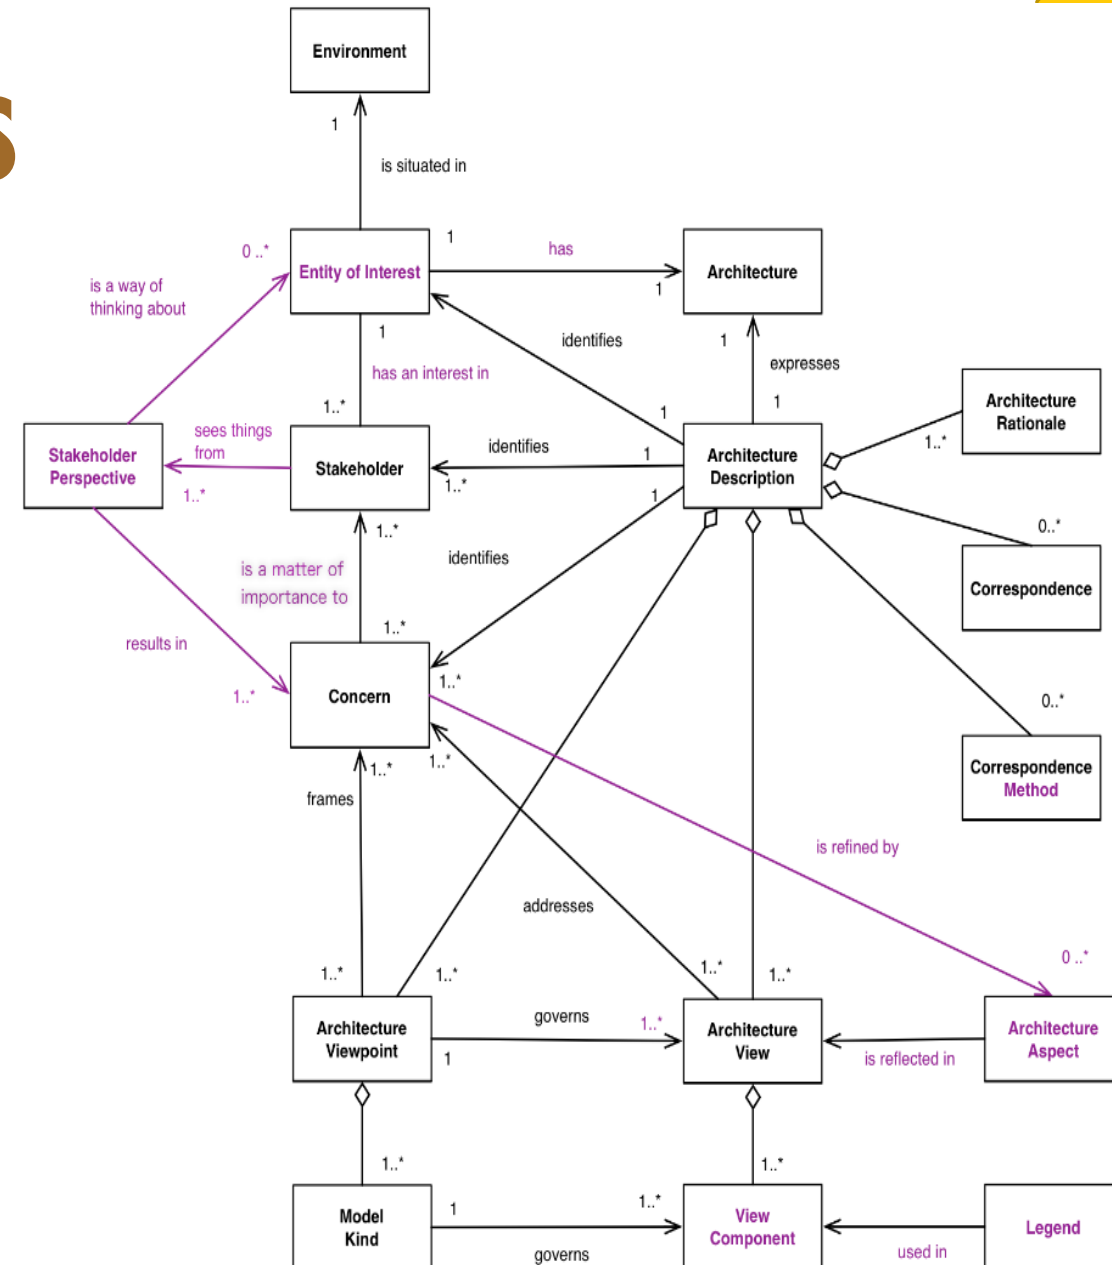 s
Environment
1
is situated in
0 ..*
1
has
is a way of
thinking about
Entity of Interest
Architecture
1
1
identifies
1
expresses
has an interest in
1..*
1
1
Architecture
Rationale
1..*
sees things
from
Stakeholder
Perspective
1..*
Stakeholder
identifies
1
1..*
Architecture
Description
1
1..*
0..*
is a matter of
importance to
identifies
Correspondence
1..*
results in
1..*
Concern
1..*
0..*
Correspondence
Method
1..*
1..*
frames
is refined by
addresses
0 ..*
1..*
1..*
1..*
1..*
Architecture
Viewpoint
governs
1
1..*
Architecture
View
is reflected in
Architecture
Aspect
1..*
1..*
Model
Kind
1
governs
1..*
View
Component
used in
Legend